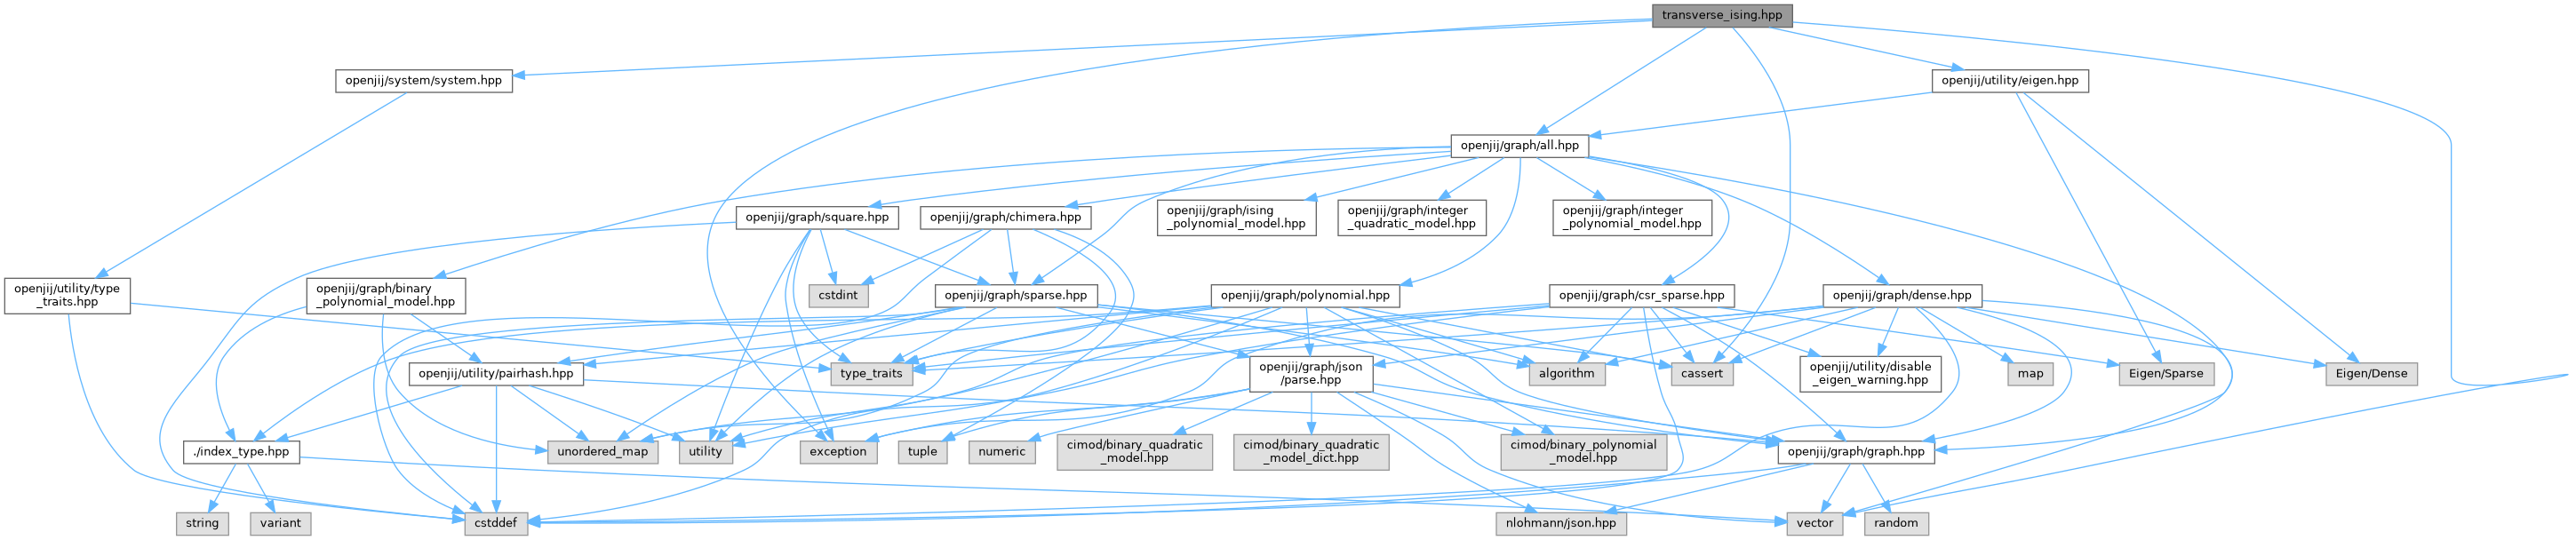 transverse_ising.hpp
openjij/system/system.hpp
openjij/utility/eigen.hpp
openjij/graph/all.hpp
openjij/graph/square.hpp
openjij/graph/chimera.hpp
openjij/graph/ising
_polynomial_model.hpp
openjij/graph/integer
_quadratic_model.hpp
openjij/graph/integer
_polynomial_model.hpp
openjij/utility/type
_traits.hpp
openjij/graph/binary
_polynomial_model.hpp
cstdint
openjij/graph/sparse.hpp
openjij/graph/polynomial.hpp
openjij/graph/csr_sparse.hpp
openjij/graph/dense.hpp
openjij/utility/pairhash.hpp
type_traits
openjij/graph/json
/parse.hpp
algorithm
cassert
openjij/utility/disable
_eigen_warning.hpp
map
Eigen/Sparse
Eigen/Dense
./index_type.hpp
unordered_map
utility
exception
tuple
numeric
cimod/binary_quadratic
_model.hpp
cimod/binary_quadratic
_model_dict.hpp
cimod/binary_polynomial
_model.hpp
openjij/graph/graph.hpp
string
variant
cstddef
nlohmann/json.hpp
vector
random